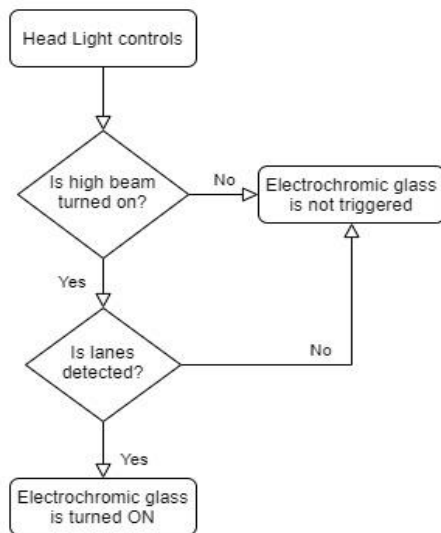 Head Light controls
Is high beam
turned on?
No
Electrochromic glass
is not triggered
Yes
Is lanes
detected?
No
Yes
Electrochromic glass
is turned ON